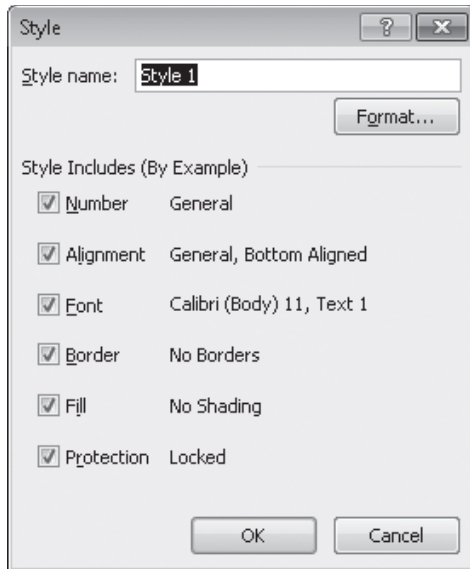 Style
Style name: Style 1
Format...
Style Includes (By Example)
Number General
Alignment General, Bottom Aligned
Font Calibri (Body) 11, Text 1
Border No Borders
Fill No Shading
Protection Locked
OK Cancel